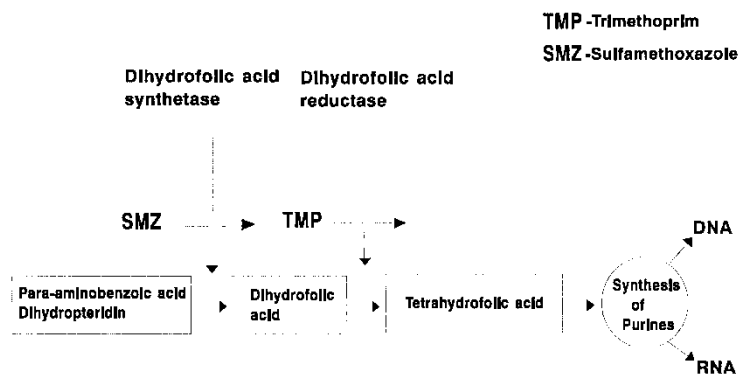 TMP -Trimethoprim
SMZ -Sulfamethoxazole
Dihydrofolic acid
synthetase
Dihydrofolic acid
reductase
SMZ
TMP
DNA
Para-aminobenzoic acid
Dihydropteridin
Dihydrofolic
acid
Tetrahydrofolic acid
Synthesis
of
Purines
RNA